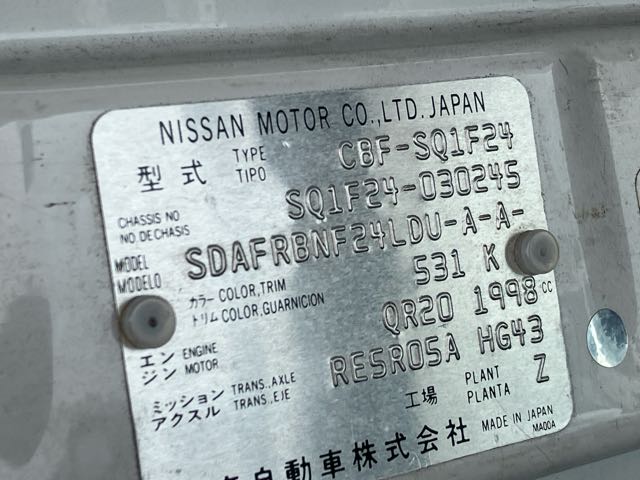 NISSAN MOTOR CO.,LTD. JAPAN
型式 TYPE TIPO CBF-SQ1F24
CHASSIS NO NO. DE CHASIS SQ1F24-030245
MODEL MODELO SDAFRBNF24LDU-A-A-
カラー COLOR, TRIM トリム COLOR, GUARNICION 531 K
エンジン ENGINE MOTOR QR20 1998 cc
ミッション アクスル TRANS., AXLE TRANS., EJE RE5R05A HG43
工場 PLANT PLANTA Z
自動車株式会社 MADE IN JAPAN
MA00A